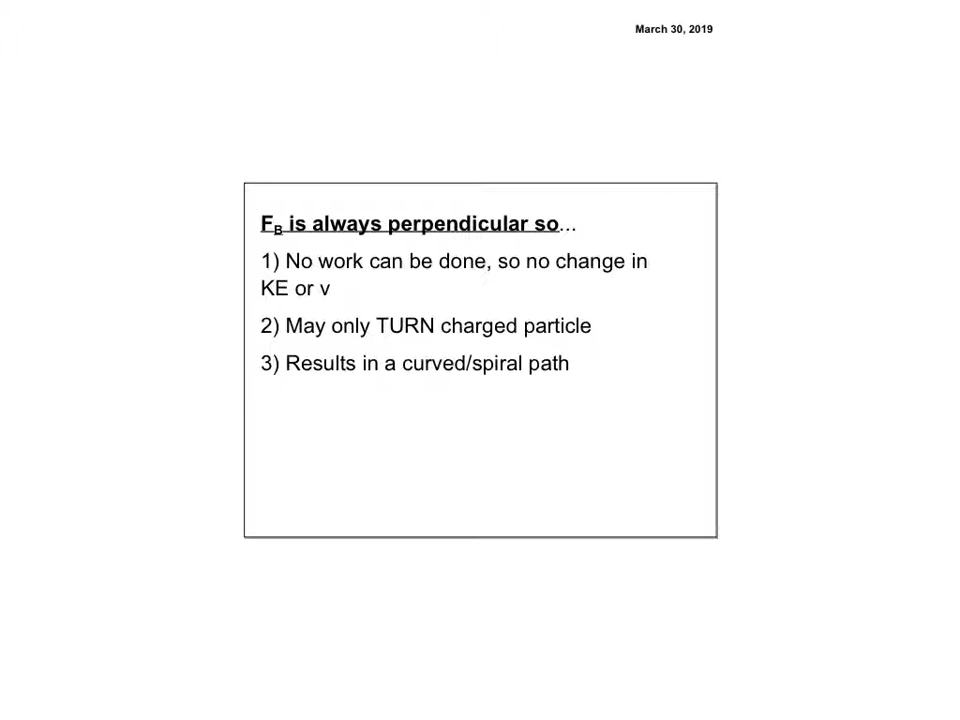 March 30, 2019
F_B is always perpendicular so...
1) No work can be done, so no change in
KE or v
2) May only TURN charged particle
3) Results in a curved/spiral path